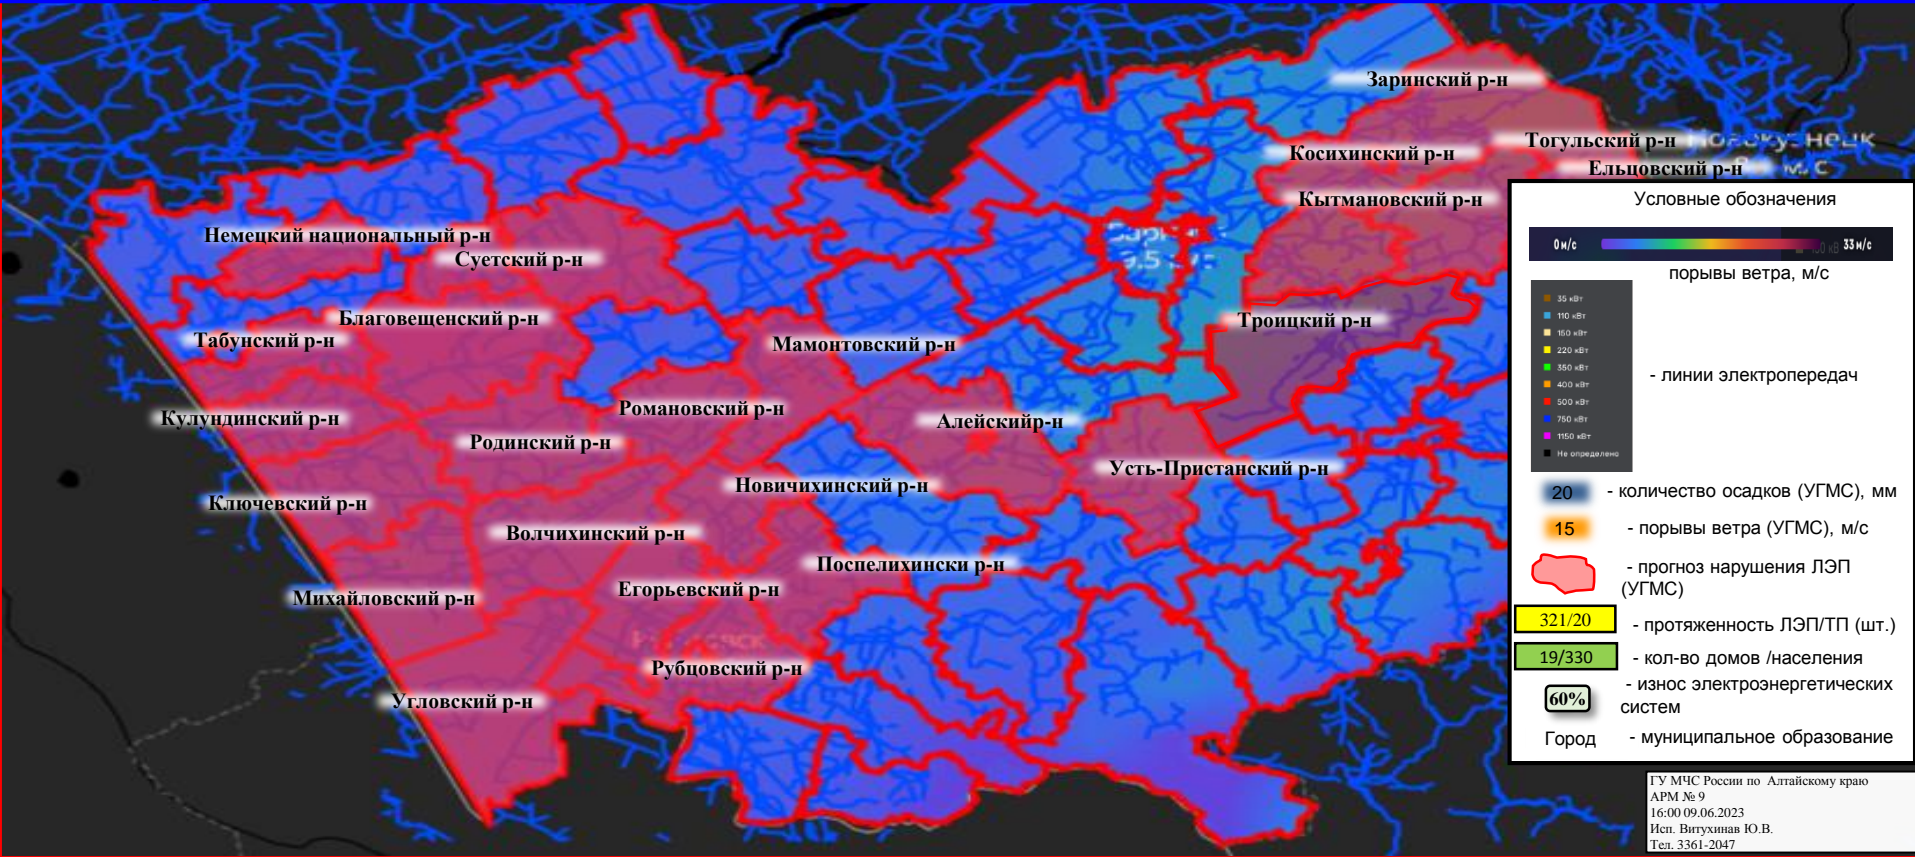 Заринский р-н
Тогульский р-н
Новокузнецк
м/с
Косихинский р-н
Ельцовский р-н
Кытмановский р-н
Немецкий национальный р-н
Суетский р-н
9.5 м/с
Благовещенский р-н
Троицкий р-н
Табунский р-н
Мамонтовский р-н
Романовский р-н
Кулундинский р-н
Алейскийр-н
Родинский р-н
Усть-Пристанский р-н
Новичихинский р-н
Ключевский р-н
Волчихинский р-н
Поспелихински р-н
Егорьевский р-н
Михайловский р-н
Рубцовский р-н
Угловский р-н
Условные обозначения
0 м/с
33 м/с
порывы ветра, м/с
35 кВт
110 кВт
150 кВт
220 кВт
350 кВт
400 кВт
500 кВт
750 кВт
1150 кВт
Не определено
- линии электропередач
20 - количество осадков (УГМС), мм
15 - порывы ветра (УГМС), м/с
- прогноз нарушения ЛЭП
(УГМС)
321/20 - протяженность ЛЭП/ТП (шт.)
19/330 - кол-во домов /населения
60% - износ электроэнергетических
систем
Город - муниципальное образование
ГУ МЧС России по Алтайскому краю
АРМ № 9
16:00 09.06.2023
Исп. Витухинав Ю.В.
Тел. 3361-2047